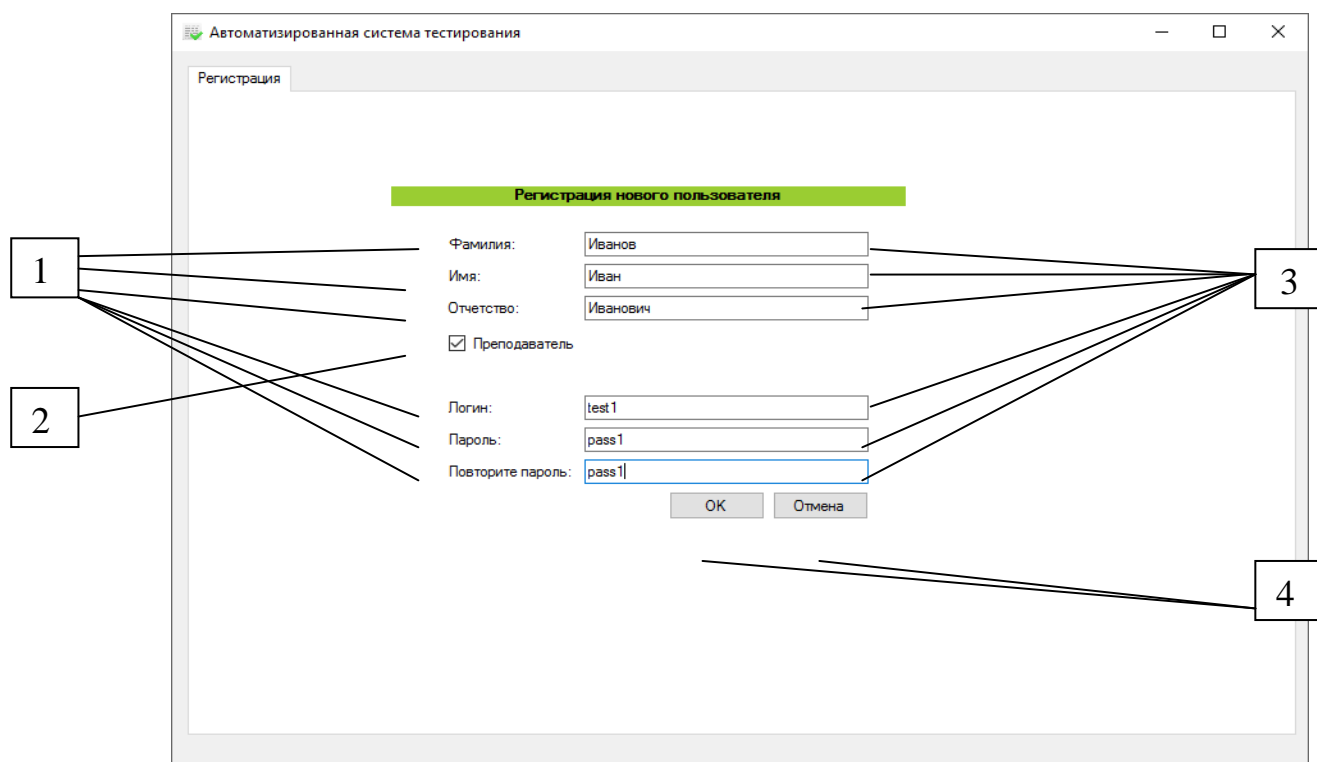 Автоматизированная система тестирования
Регистрация
Регистрация нового пользователя
1
Фамилия: Иванов
3
Имя: Иван
Отчетство: Иванович
Преподаватель
2
Логин: test1
Пароль: pass1
Повторите пароль: pass1
OK Отмена
4